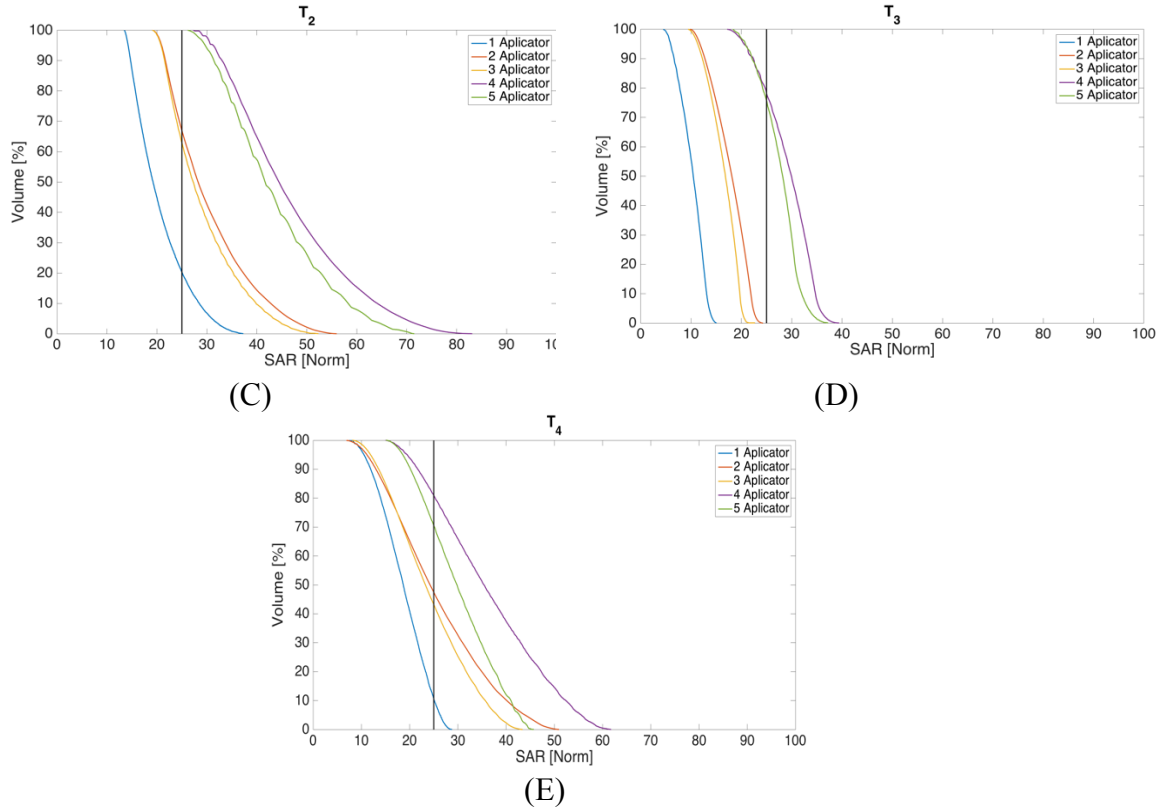 T2
100
90
80
70
60
50
40
30
20
10
0
Volume [%]
0 10 20 30 40 50 60 70 80 90 10
SAR [Norm]
1 Aplicator
2 Aplicator
3 Aplicator
4 Aplicator
5 Aplicator
(C)
T3
100
90
80
70
60
50
40
30
20
10
0
Volume [%]
0 10 20 30 40 50 60 70 80 90 100
SAR [Norm]
1 Aplicator
2 Aplicator
3 Aplicator
4 Aplicator
5 Aplicator
(D)
T4
100
90
80
70
60
50
40
30
20
10
0
Volume [%]
0 10 20 30 40 50 60 70 80 90 100
SAR [Norm]
1 Aplicator
2 Aplicator
3 Aplicator
4 Aplicator
5 Aplicator
(E)